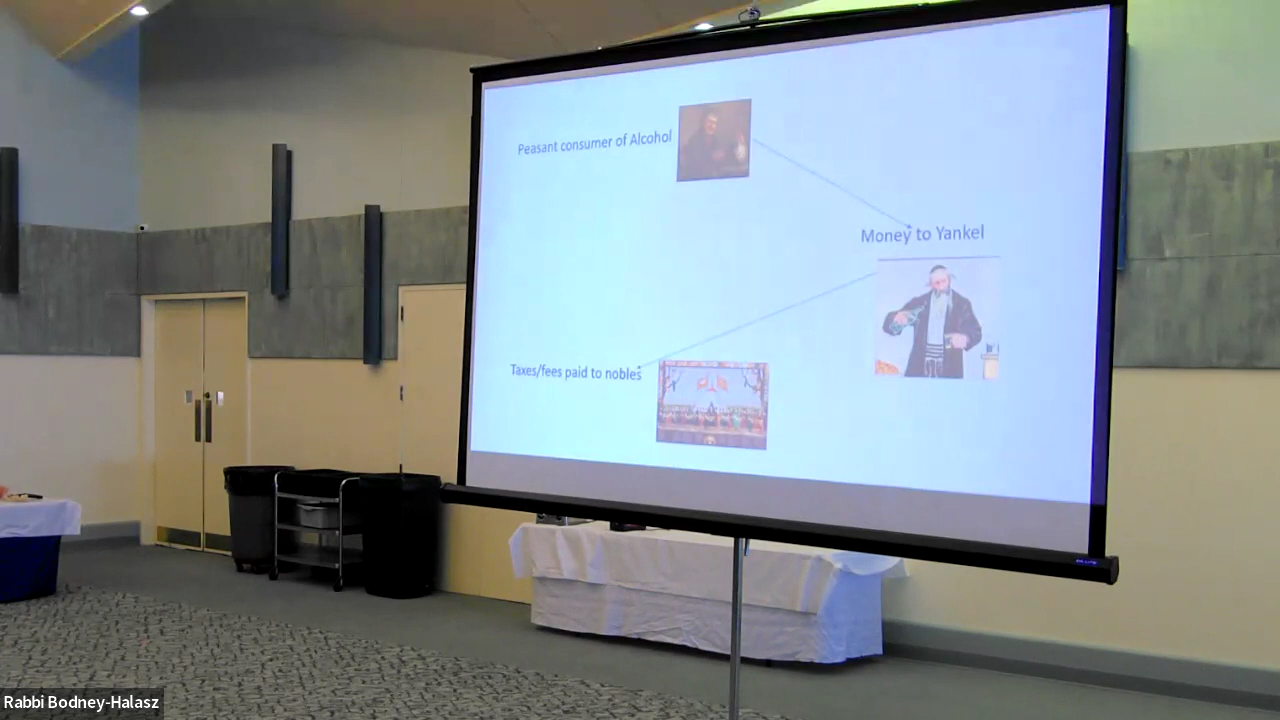 Peasant consumer of Alcohol
Money to Yankel
Taxes/fees paid to nobles
Rabbi Bodney-Halasz